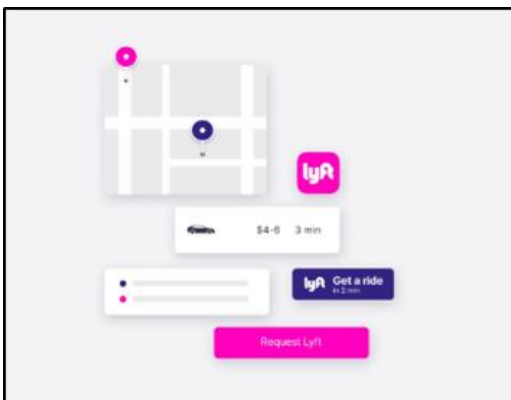 lyft
$4-6 3 min
lyft Get a ride
in 2 min
Request Lyft